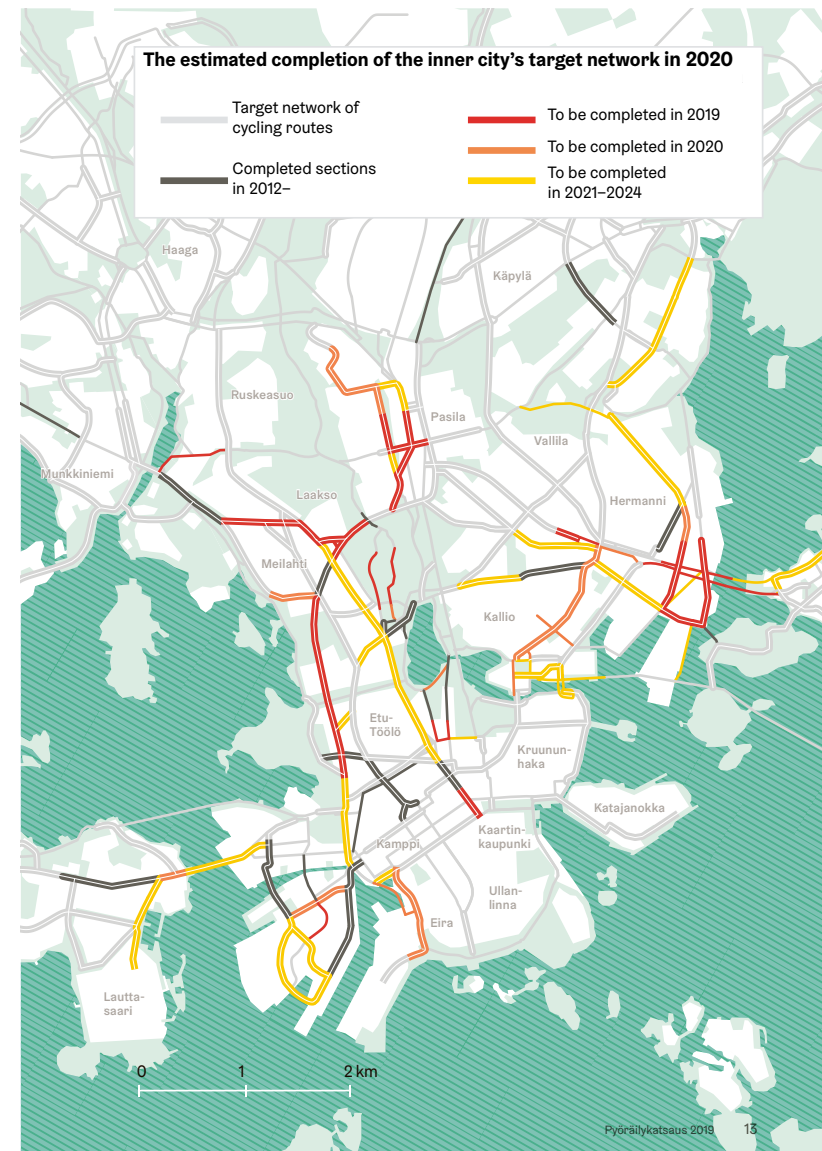 The estimated completion of the inner city's target network in 2020
Target network of
cycling routes
Completed sections
in 2012–
To be completed in 2019
To be completed in 2020
To be completed
in 2021–2024
Haaga
Käpylä
Ruskeasuo
Pasila
Vallila
Munkkiniemi
Laakso
Hermanni
Meilahti
Kallio
Etu-
Töölö
Kruunun-
haka
Katajanokka
Kamppi
Kaartin-
kaupunki
Ullan-
linna
Eira
Lautta-
saari
0 1 2 km
Pyöräilykatsaus 2019 13